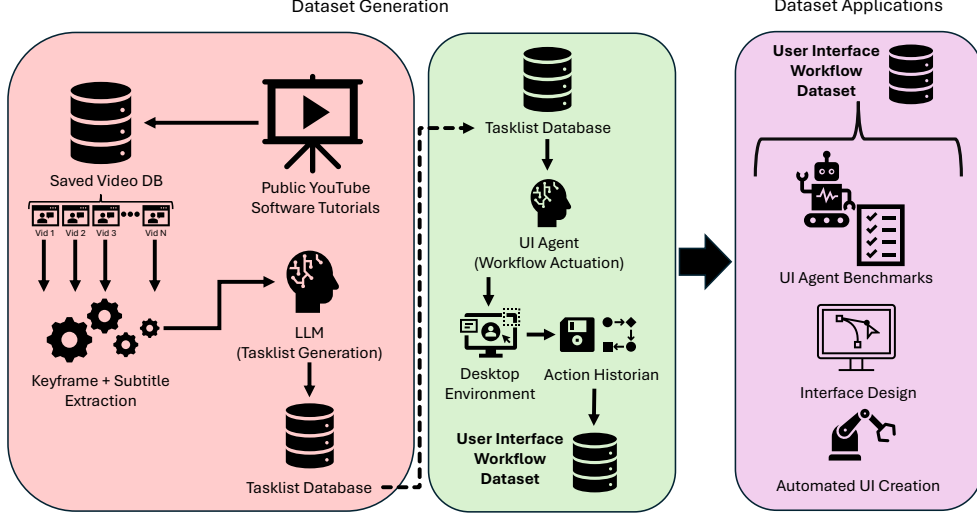 Dataset Generation
Dataset Applications
Saved Video DB
Public YouTube
Software Tutorials
Vid 1
Vid 2
Vid 3
Vid N
Keyframe + Subtitle
Extraction
LLM
(Tasklist Generation)
Tasklist Database
Tasklist Database
UI Agent
(Workflow Actuation)
Desktop
Environment
Action Historian
User Interface
Workflow
Dataset
User Interface
Workflow
Dataset
UI Agent Benchmarks
Interface Design
Automated UI Creation